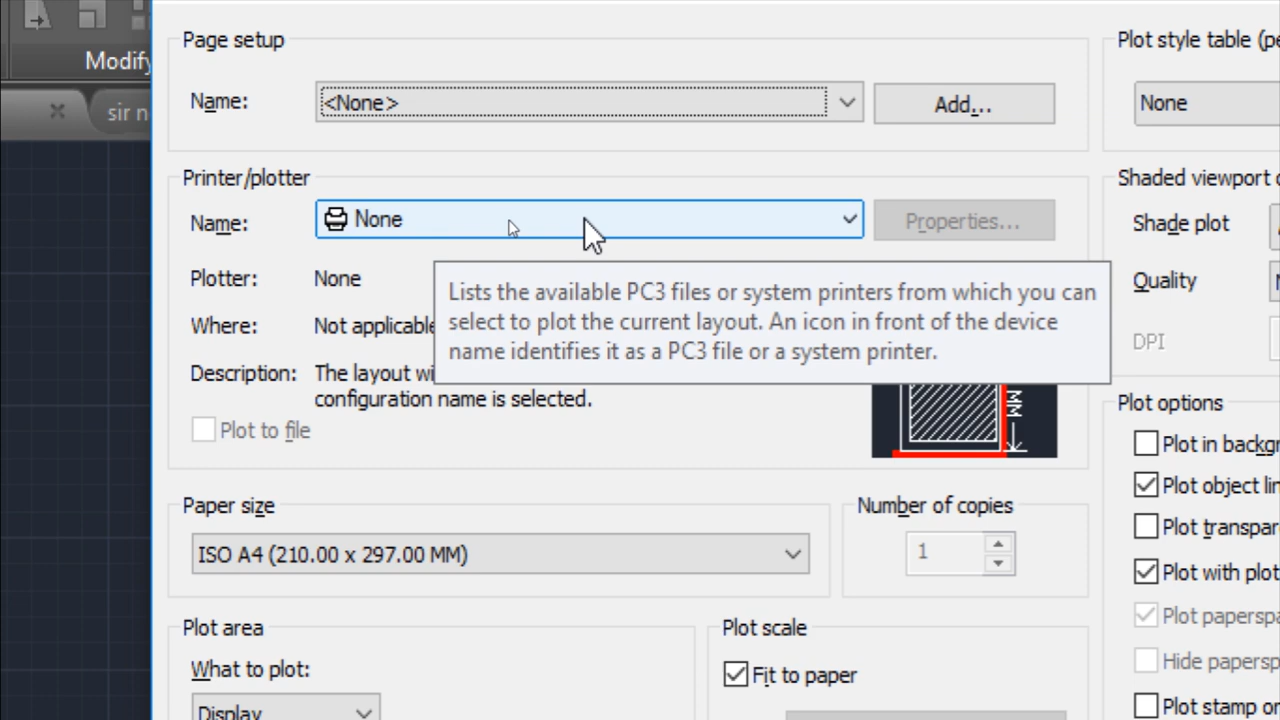 Modify
sir n
Page setup
Name:
<None>
Add...
Printer/plotter
Name:
None
Properties...
Plotter:
None
Where:
Not applicable
Description:
The layout wi
configuration name is selected.
Plot to file
Lists the available PC3 files or system printers from which you can
select to plot the current layout. An icon in front of the device
name identifies it as a PC3 file or a system printer.
MM
Paper size
ISO A4 (210.00 x 297.00 MM)
Number of copies
1
Plot area
What to plot:
Display
Plot scale
Fit to paper
Plot style table (pe
None
Shaded viewport o
Shade plot
Quality
DPI
Plot options
Plot in backgr
Plot object lin
Plot transpar
Plot with plot
Plot paperspa
Hide papersp
Plot stamp on